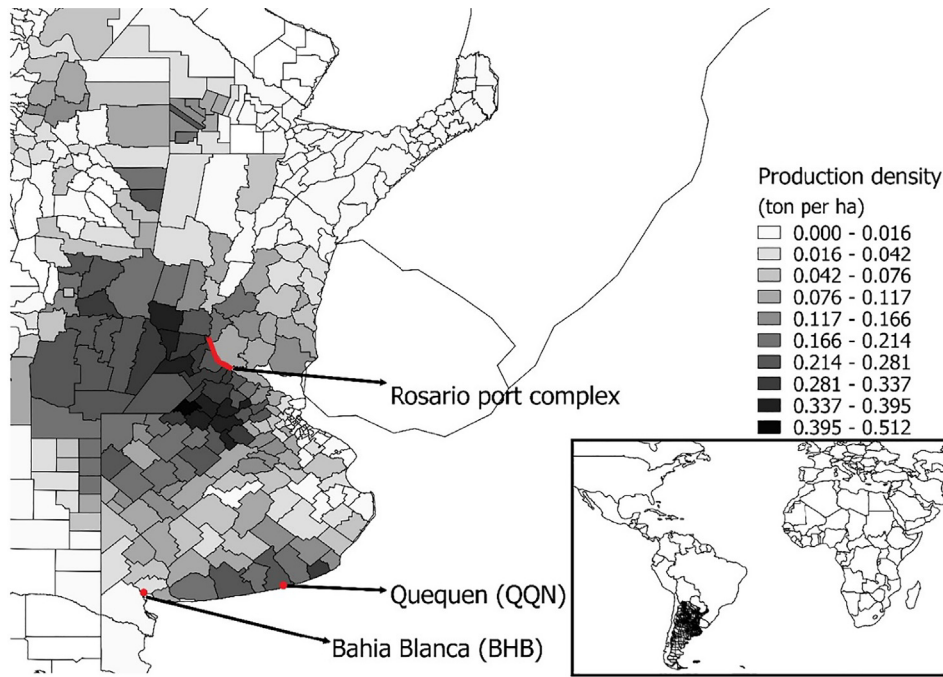 Production density
(ton per ha)
0.000 - 0.016
0.016 - 0.042
0.042 - 0.076
0.076 - 0.117
0.117 - 0.166
0.166 - 0.214
0.214 - 0.281
0.281 - 0.337
0.337 - 0.395
0.395 - 0.512
Rosario port complex
Quequen (QQN)
Bahia Blanca (BHB)